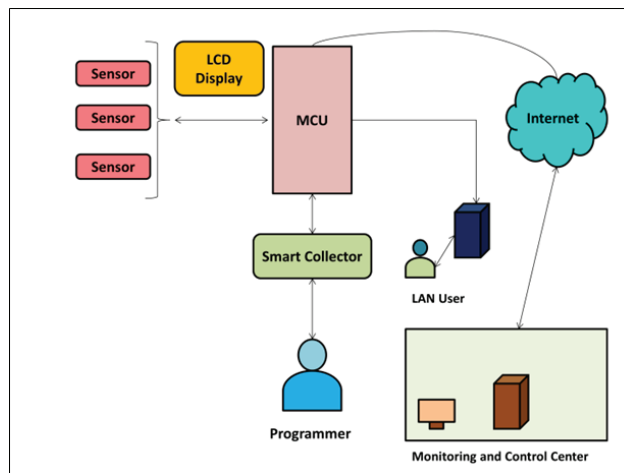 LCD
Display
Sensor
Sensor
Sensor
MCU
Internet
Smart Collector
LAN User
Programmer
Monitoring and Control Center